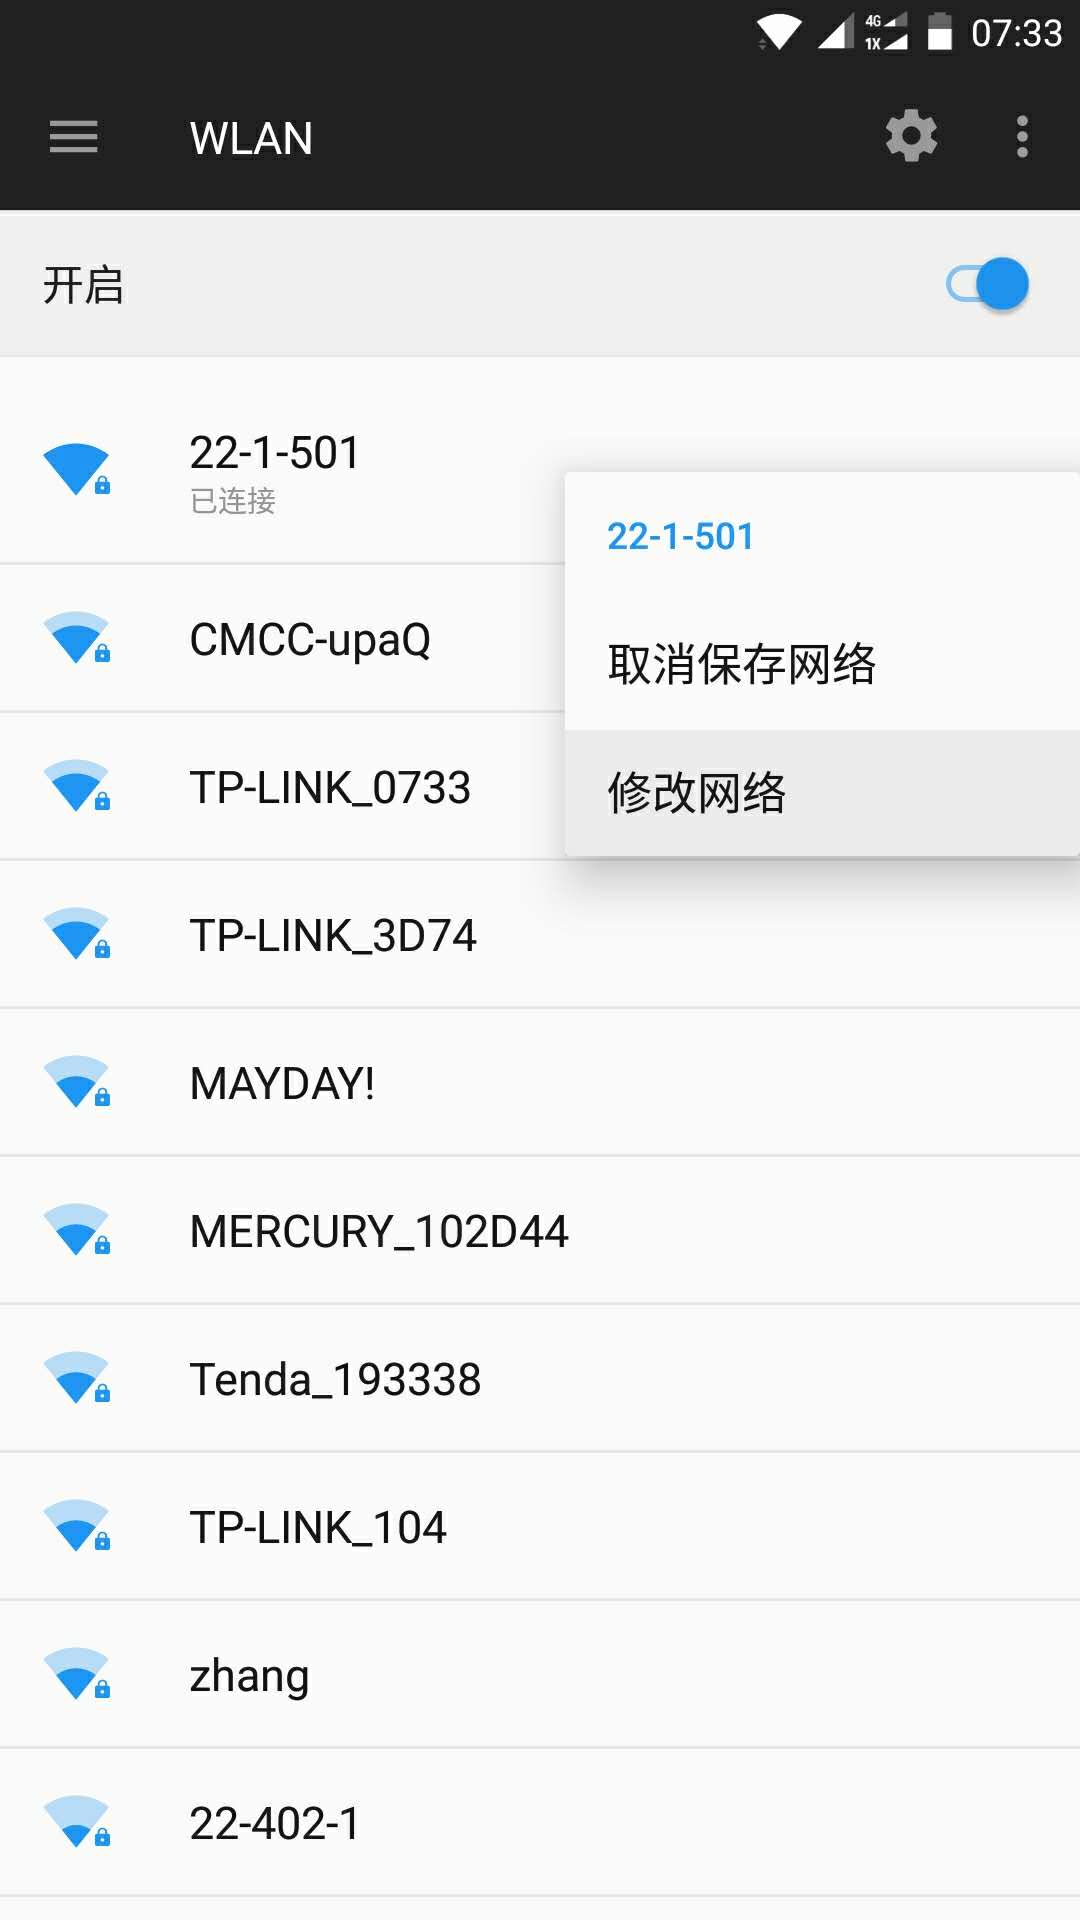 4G
1X
07:33
WLAN
开启
22-1-501
已连接
22-1-501
取消保存网络
修改网络
CMCC-upaQ
TP-LINK_0733
TP-LINK_3D74
MAYDAY!
MERCURY_102D44
Tenda_193338
TP-LINK_104
zhang
22-402-1